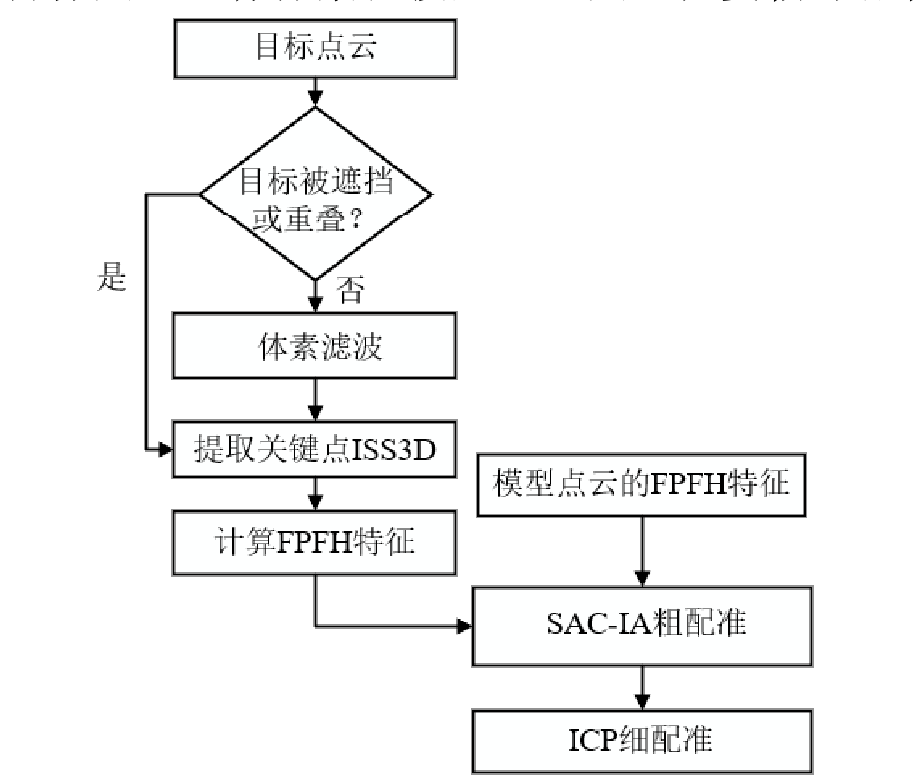 目标点云
目标被遮挡
或重叠?
是
否
体素滤波
提取关键点ISS3D
模型点云的FPFH特征
计算FPFH特征
SAC-IA粗配准
ICP细配准